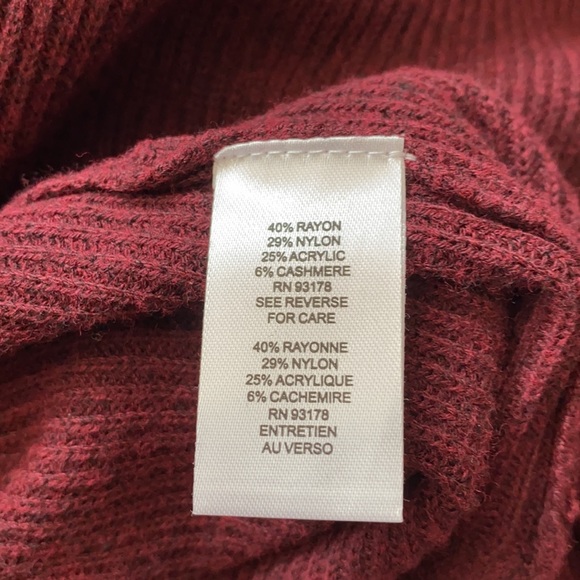 40% RAYON
29% NYLON
25% ACRYLIC
6% CASHMERE
RN 93178
SEE REVERSE
FOR CARE
40% RAYONNE
29% NYLON
25% ACRYLIQUE
6% CACHEMIRE
RN 93178
ENTRETIEN
AU VERSO